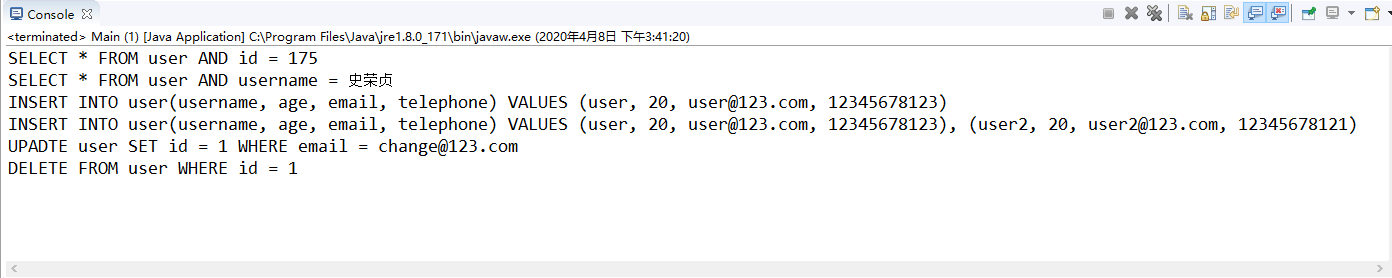 Console
<terminated> Main (1) [Java Application] C:\Program Files\Java\jre1.8.0_171\bin\javaw.exe (2020年4月8日 下午3:41:20)
SELECT * FROM user AND id = 175
SELECT * FROM user AND username = 史荣贞
INSERT INTO user(username, age, email, telephone) VALUES (user, 20, user@123.com, 12345678123)
INSERT INTO user(username, age, email, telephone) VALUES (user, 20, user@123.com, 12345678123), (user2, 20, user2@123.com, 12345678121)
UPADTE user SET id = 1 WHERE email = change@123.com
DELETE FROM user WHERE id = 1